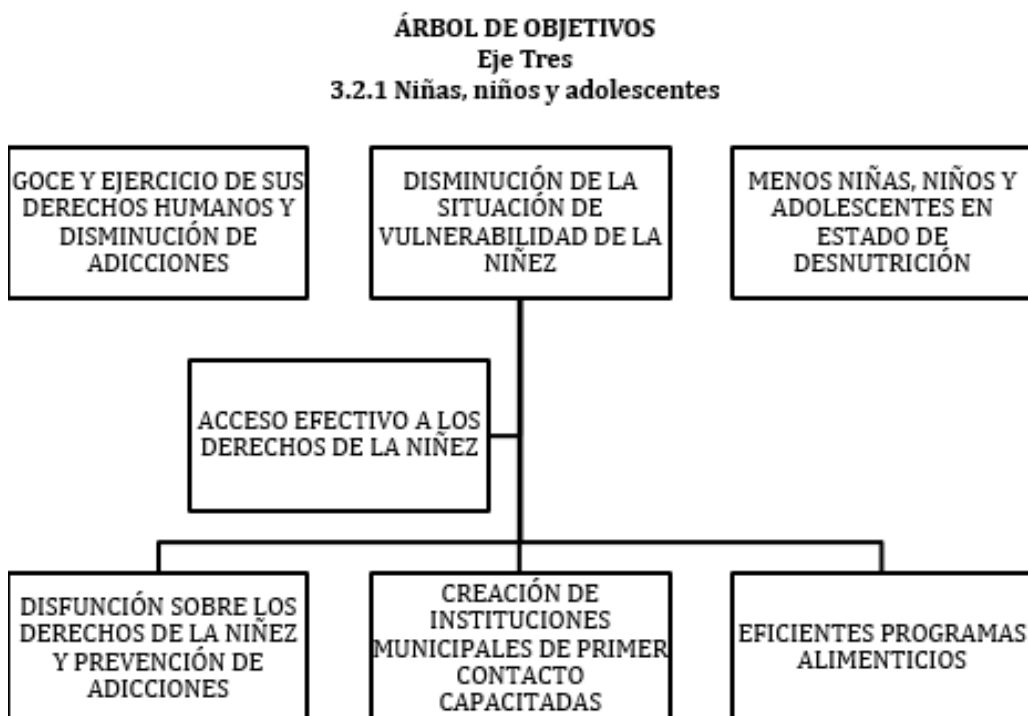 ÁRBOL DE OBJETIVOS
Eje Tres
3.2.1 Niñas, niños y adolescentes
GOCE Y EJERCICIO DE SUS
DERECHOS HUMANOS Y
DISMINUCIÓN DE
ADICCIONES
DISMINUCIÓN DE LA
SITUACIÓN DE
VULNERABILIDAD DE LA
NIÑEZ
MENOS NIÑAS, NIÑOS Y
ADOLESCENTES EN
ESTADO DE
DESNUTRICIÓN
ACCESO EFECTIVO A LOS
DERECHOS DE LA NIÑEZ
DISFUNCIÓN SOBRE LOS
DERECHOS DE LA NIÑEZ
Y PREVENCIÓN DE
ADICCIONES
CREACIÓN DE
INSTITUCIONES
MUNICIPALES DE PRIMER
CONTACTO
CAPACITADAS
EFICIENTES PROGRAMAS
ALIMENTICIOS